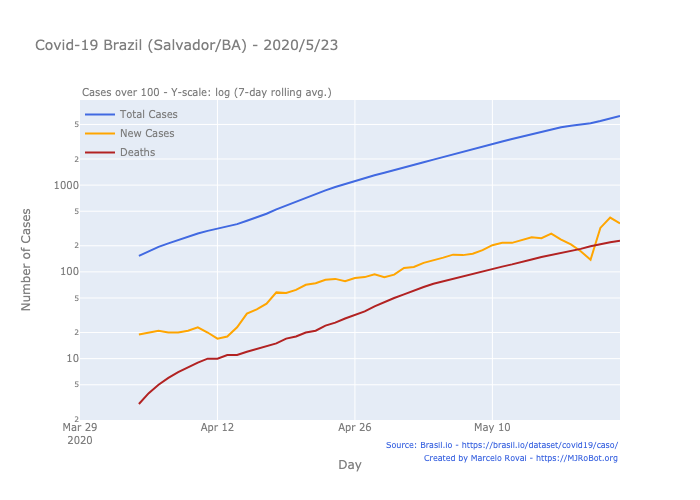 Covid-19 Brazil (Salvador/BA) - 2020/5/23
Cases over 100 - Y-scale: log (7-day rolling avg.)
Total Cases
New Cases
Deaths
5
2
1000
5
2
100
5
2
10
5
2
Number of Cases
Mar 29
2020
Apr 12
Apr 26
May 10
Day
Source: Brasil.io - https://brasil.io/dataset/covid19/caso/
Created by Marcelo Rovai - https://MJRoBot.org